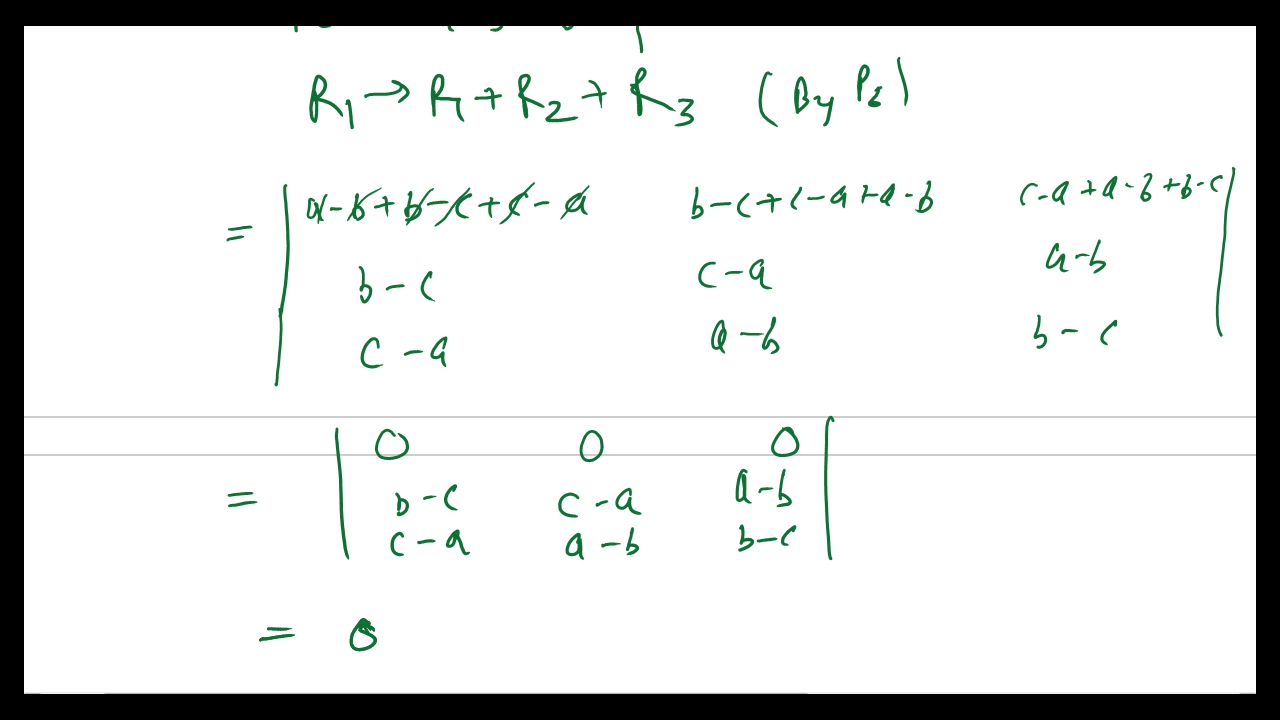 R1 → R1 + R2 + R3 (By P6)
= | a-b+b-c+c-a b-c+c-a+a-b c-a+a-b+b-c |
b-c c-a a-b
c-a a-b b-c
| 0 0 0 |
= b-c c-a a-b
c-a a-b b-c
= 0